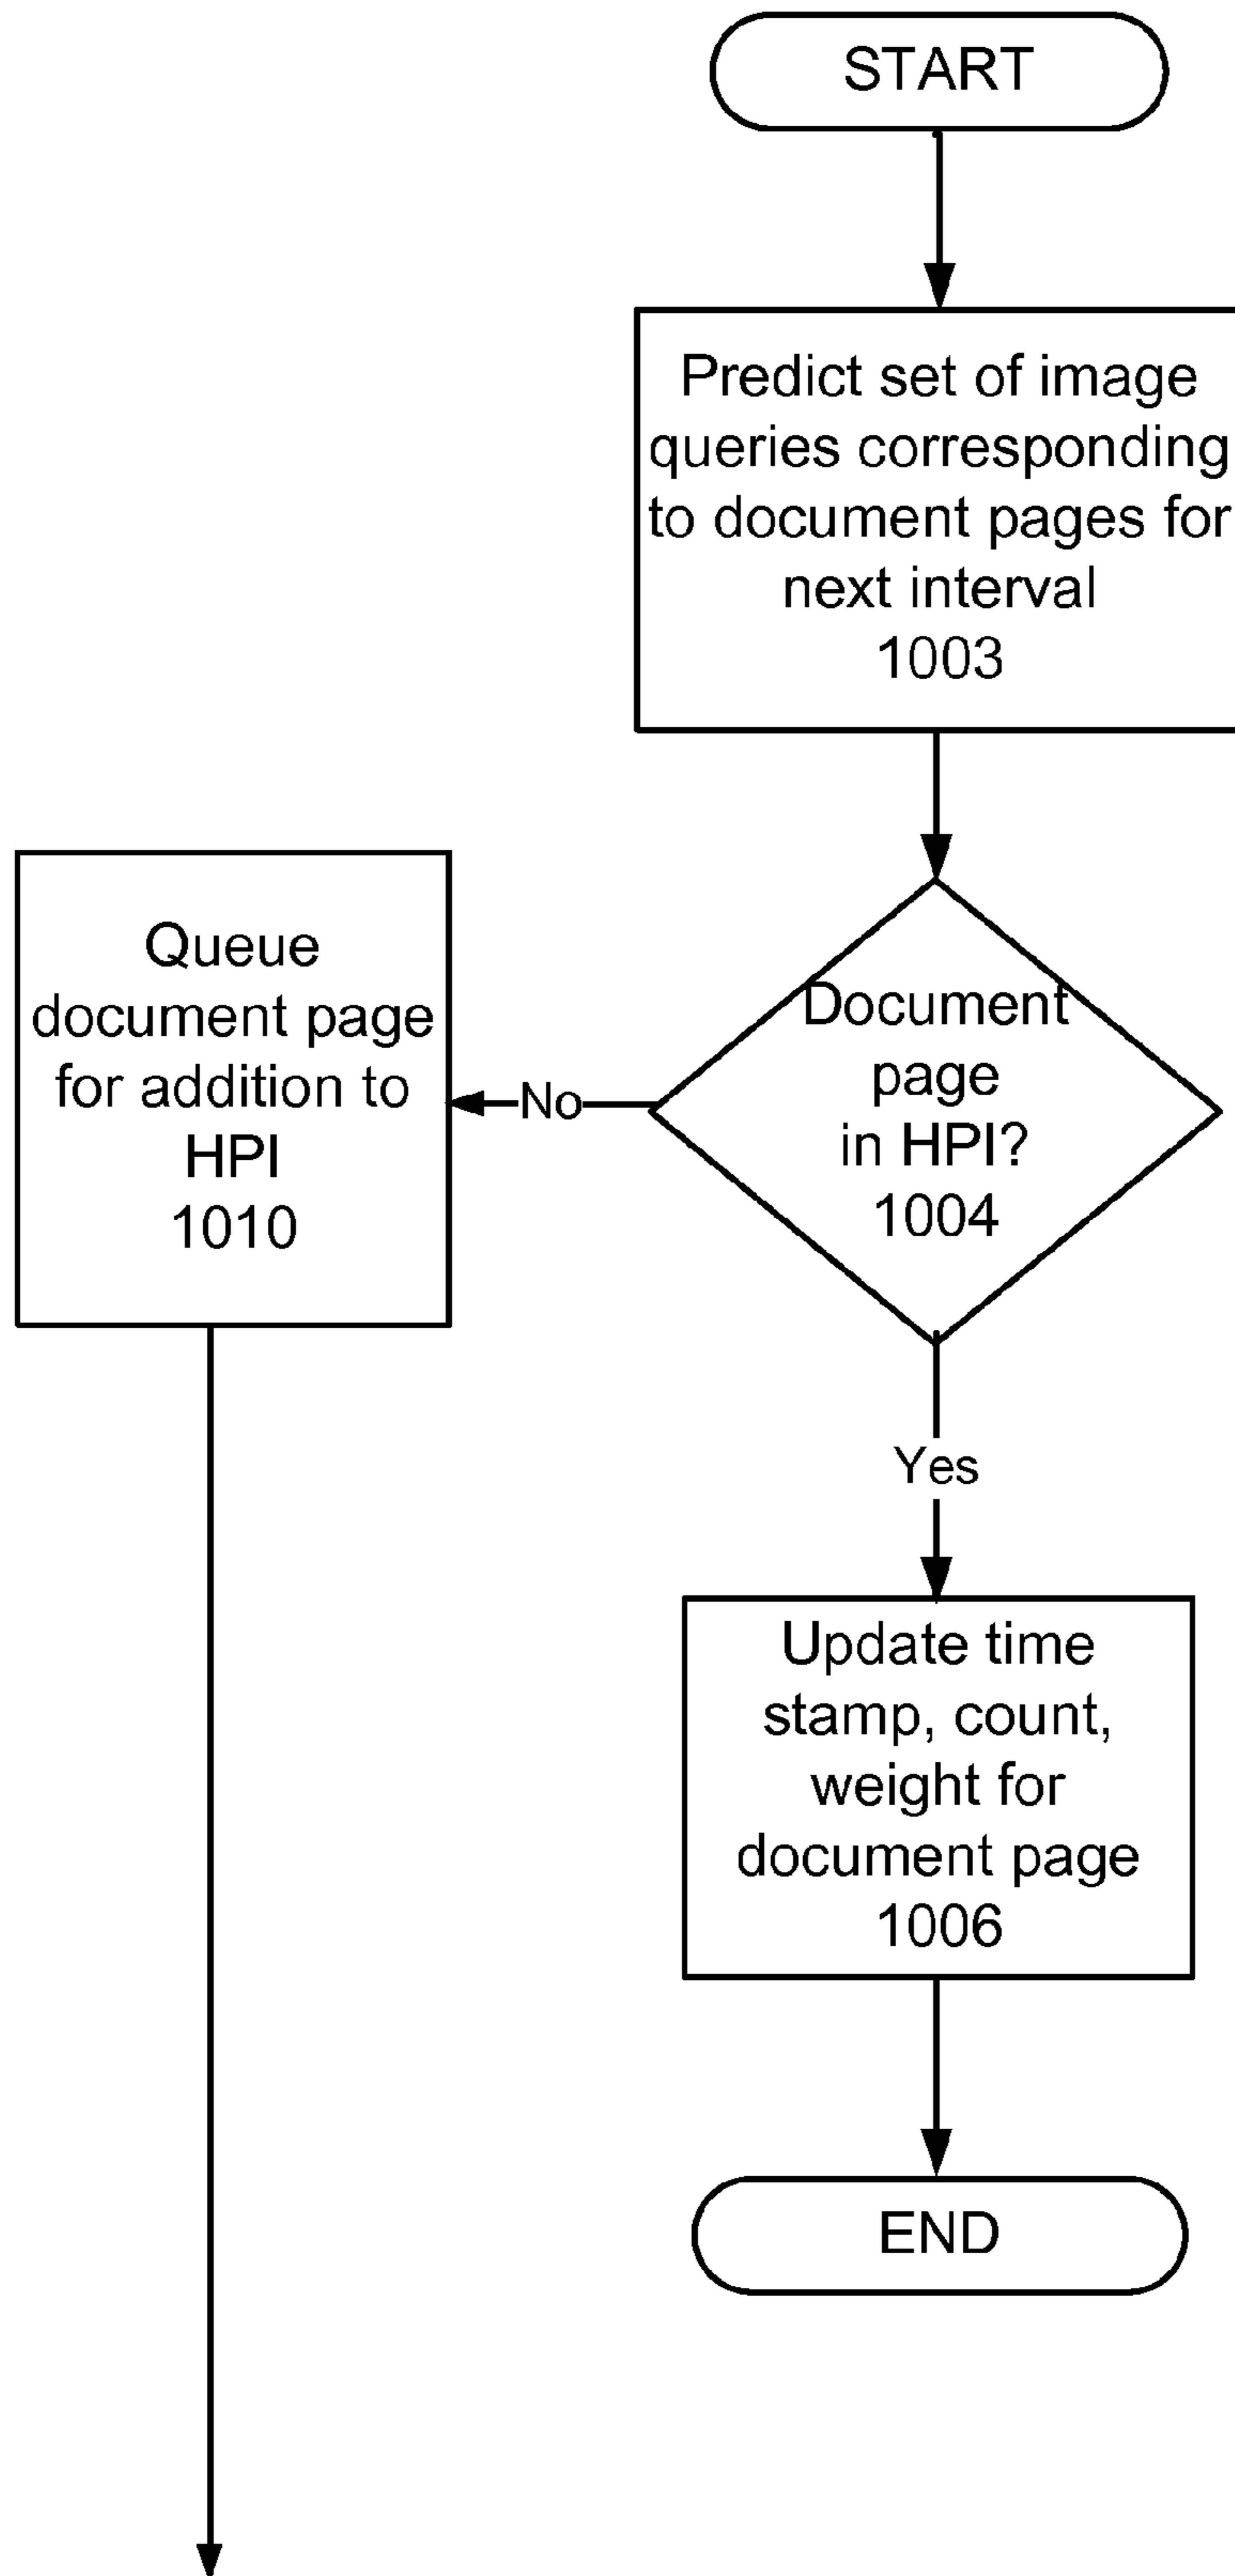 START
Predict set of image
queries corresponding
to document pages for
next interval
1003
Document
page
in HPI?
1004
No
Queue
document page
for addition to
HPI
1010
Yes
Update time
stamp, count,
weight for
document page
1006
END